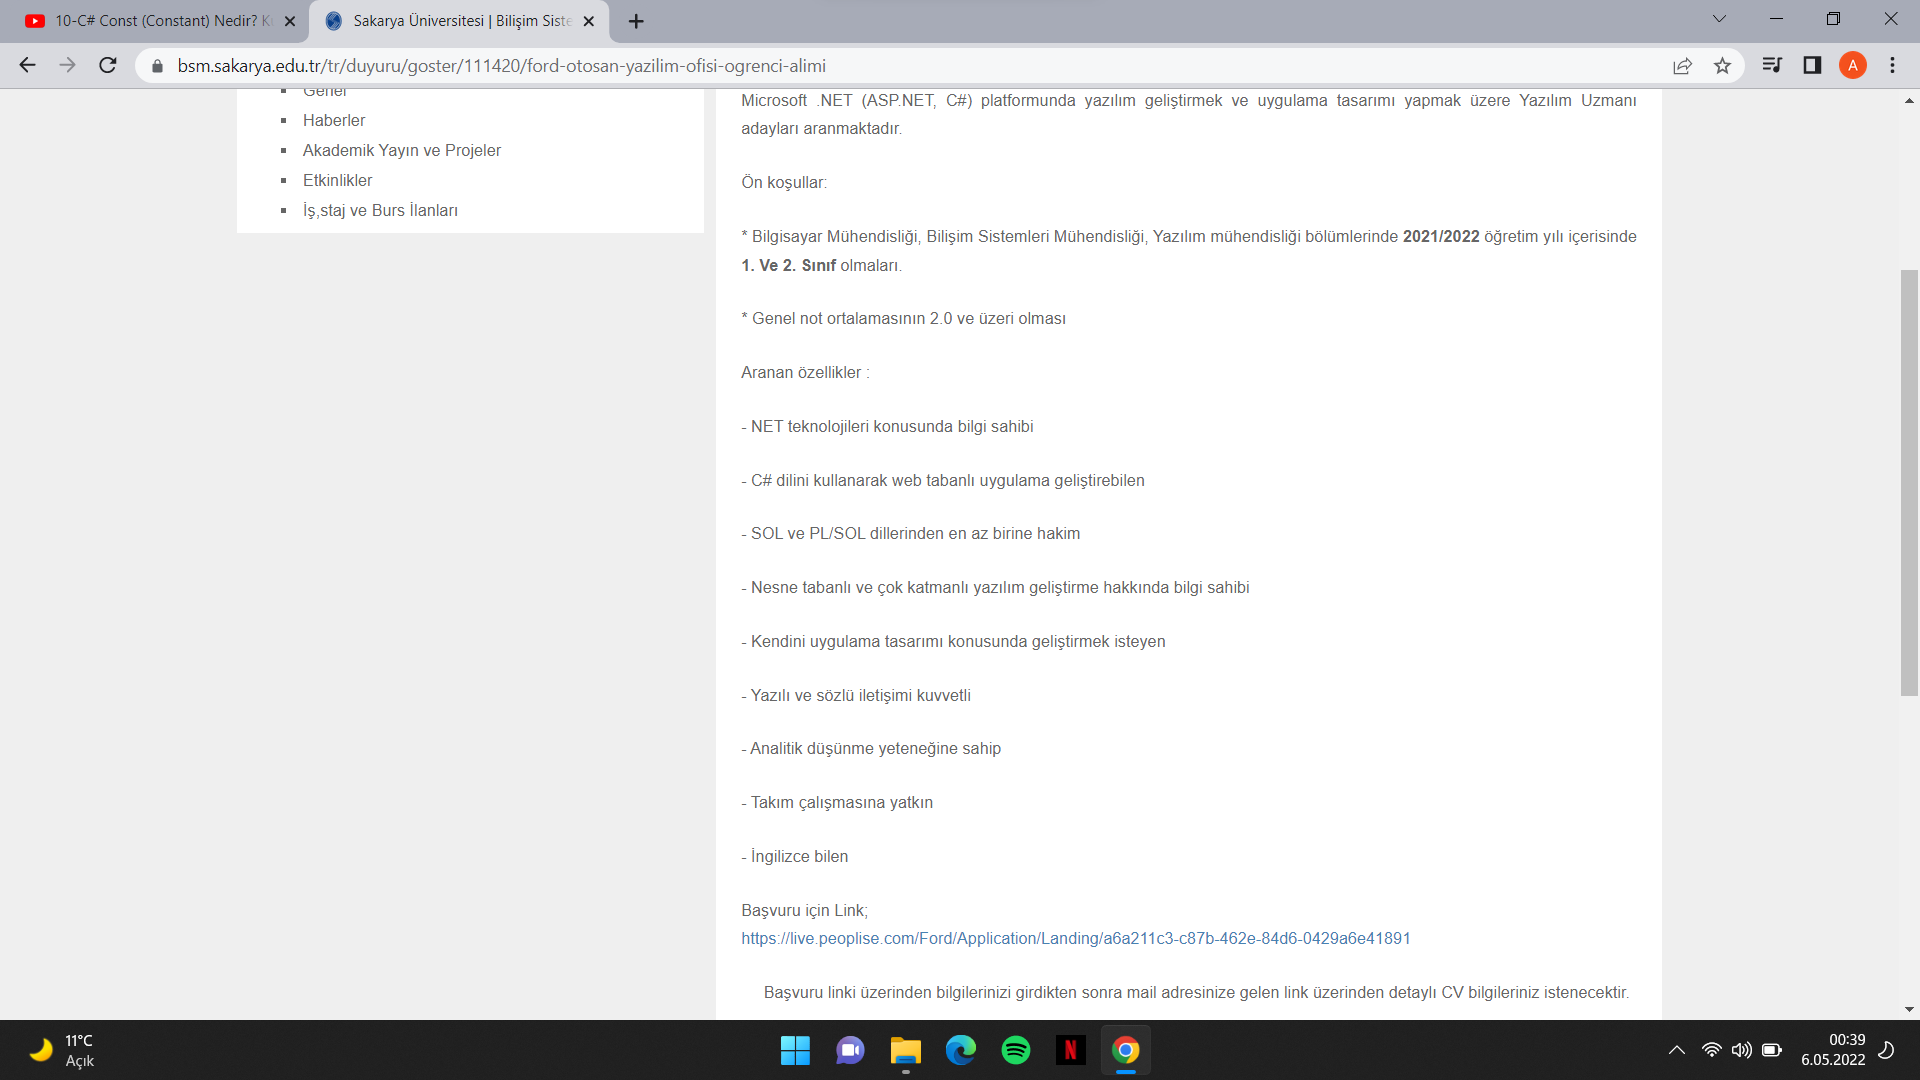 10-C# Const (Constant) Nedir?
Sakarya Üniversitesi | Bilişim Siste
bsm.sakarya.edu.tr/tr/duyuru/goster/111420/ford-otosan-yazilim-ofisi-ogrenci-alimi
A
Genel
Haberler
Akademik Yayın ve Projeler
Etkinlikler
İş,staj ve Burs İlanları
Microsoft .NET (ASP.NET, C#) platformunda yazılım geliştirmek ve uygulama tasarımı yapmak üzere Yazılım Uzmanı
adayları aranmaktadır.
Ön koşullar:
* Bilgisayar Mühendisliği, Bilişim Sistemleri Mühendisliği, Yazılım mühendisliği bölümlerinde 2021/2022 öğretim yılı içerisinde
1. Ve 2. Sınıf olmaları.
* Genel not ortalamasının 2.0 ve üzeri olması
Aranan özellikler :
- NET teknolojileri konusunda bilgi sahibi
- C# dilini kullanarak web tabanlı uygulama geliştirebilen
- SOL ve PL/SOL dillerinden en az birine hakim
- Nesne tabanlı ve çok katmanlı yazılım geliştirme hakkında bilgi sahibi
- Kendini uygulama tasarımı konusunda geliştirmek isteyen
- Yazılı ve sözlü iletişimi kuvvetli
- Analitik düşünme yeteneğine sahip
- Takım çalışmasına yatkın
- İngilizce bilen
Başvuru için Link;
https://live.peoplise.com/Ford/Application/Landing/a6a211c3-c87b-462e-84d6-0429a6e41891
Başvuru linki üzerinden bilgilerinizi girdikten sonra mail adresinize gelen link üzerinden detaylı CV bilgileriniz istenecektir.
11°C
Açık
N
00:39
6.05.2022